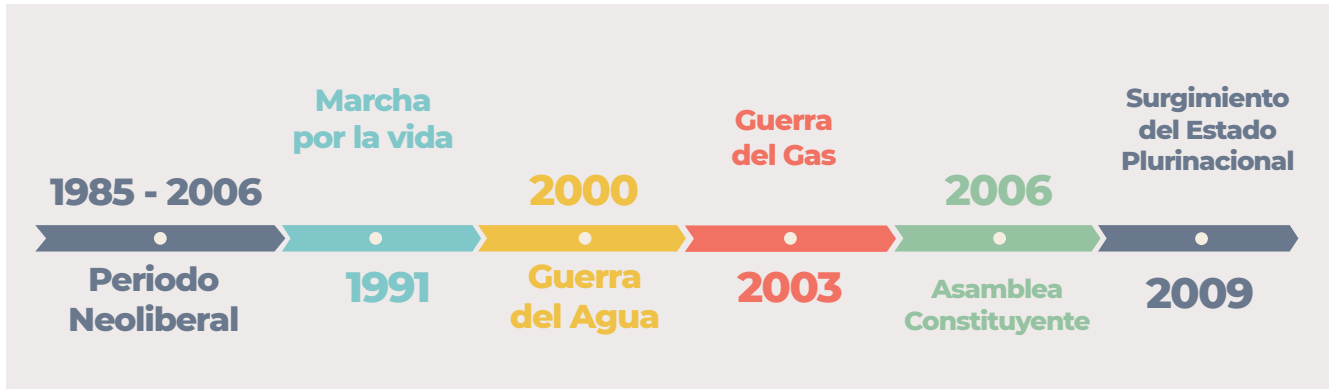 1985 - 2006
Periodo
Neoliberal
Marcha
por la vida
1991
2000
Guerra
del Agua
Guerra
del Gas
2003
2006
Asamblea
Constituyente
Surgimiento
del Estado
Plurinacional
2009